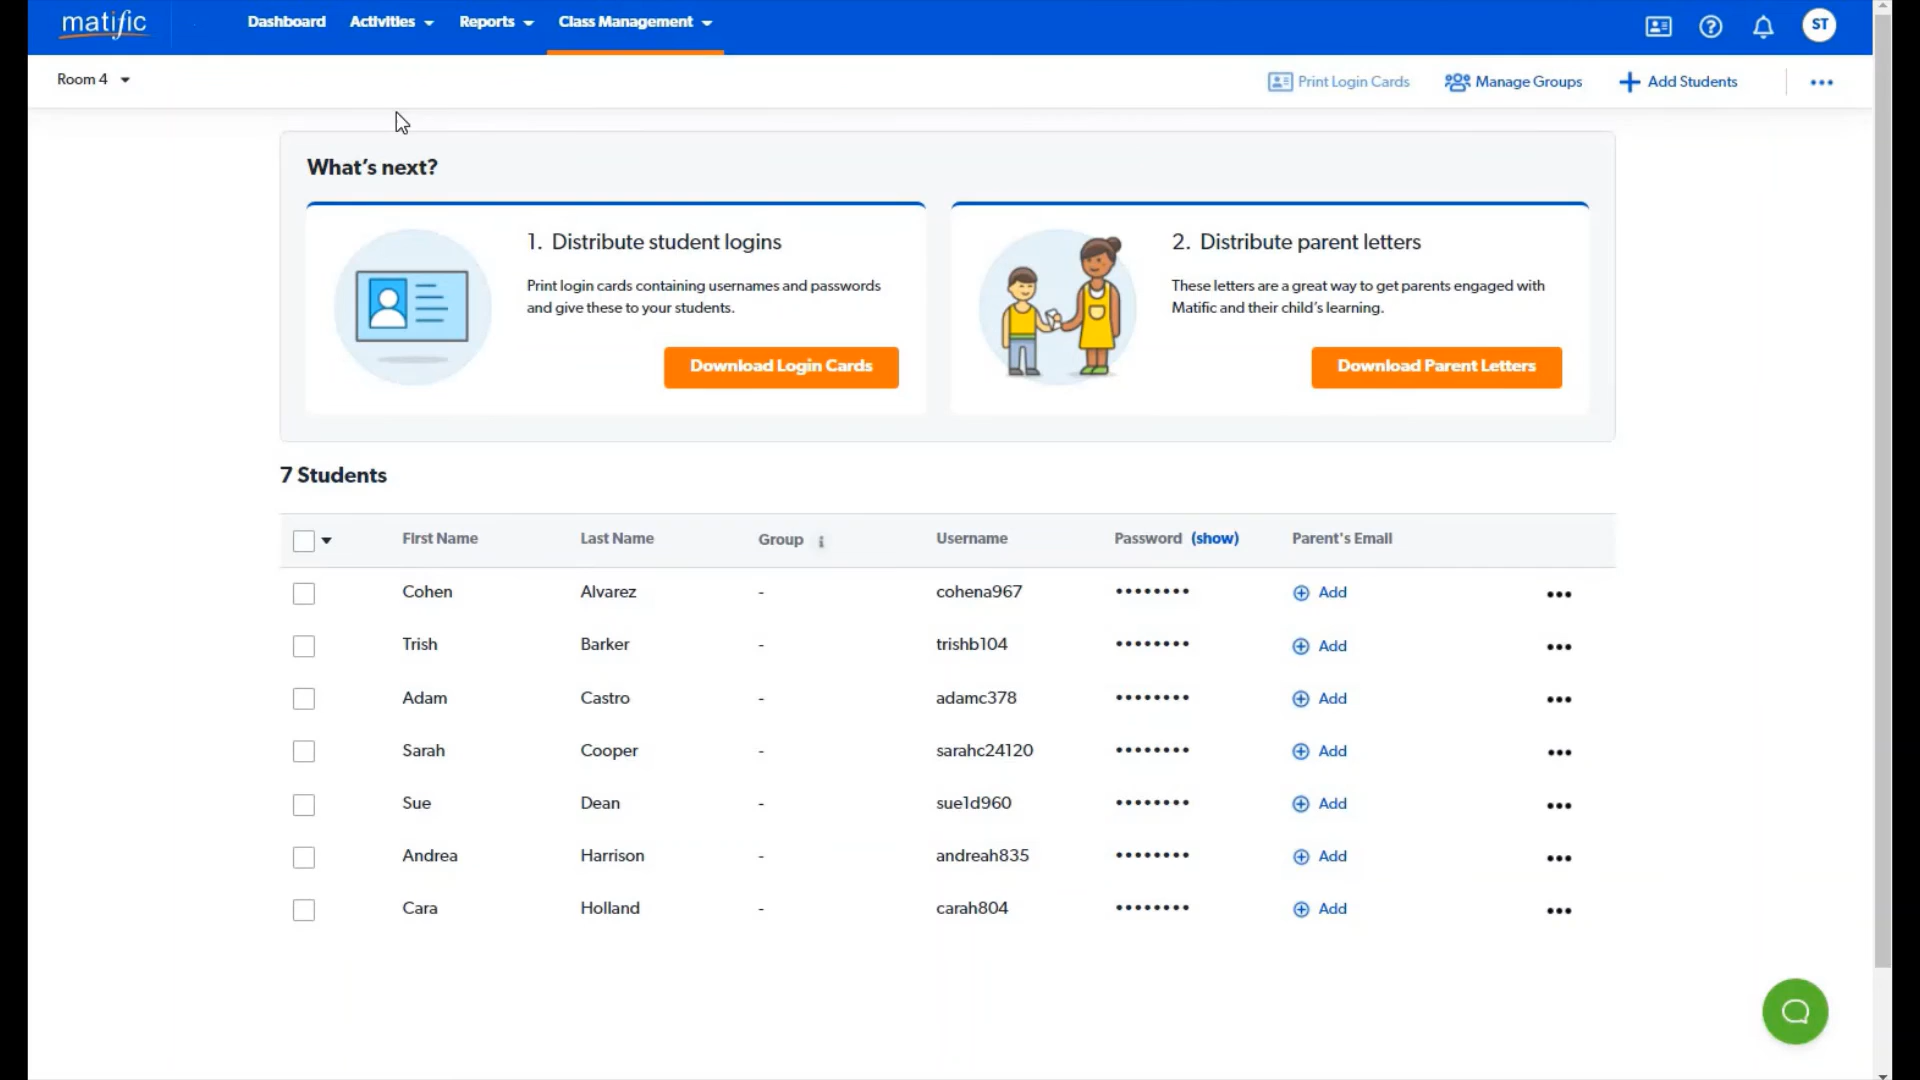 matific Dashboard Activities Reports Class Management ST
Room 4 Print Login Cards Manage Groups Add Students
What's next?
1. Distribute student logins
Print login cards containing usernames and passwords
and give these to your students.
Download Login Cards
2. Distribute parent letters
These letters are a great way to get parents engaged with
Matific and their child's learning.
Download Parent Letters
7 Students
First Name Last Name Group i Username Password (show) Parent's Email
Cohen Alvarez - cohena967 •••••••• Add
Trish Barker - trishb104 •••••••• Add
Adam Castro - adamc378 •••••••• Add
Sarah Cooper - sarahc24120 •••••••• Add
Sue Dean - sue1d960 •••••••• Add
Andrea Harrison - andreah835 •••••••• Add
Cara Holland - carah804 •••••••• Add